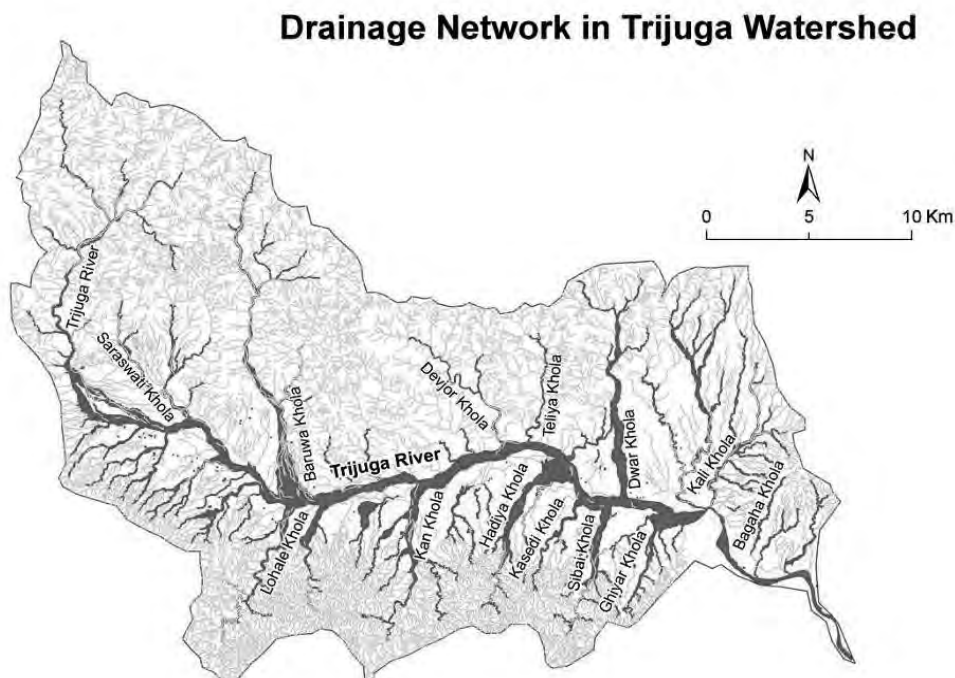 Drainage Network in Trijuga Watershed
N
0 5 10 Km
Trijuga River
Saraswati Khola
Baruwa Khola
Devjor Khola
Teliya Khola
Dwar Khola
Kali Khola
Bagaha Khola
Trijuga River
Lohale Khola
Kan Khola
Hadiya Khola
Kasedi Khola
Sibai Khola
Ghiyar Khola